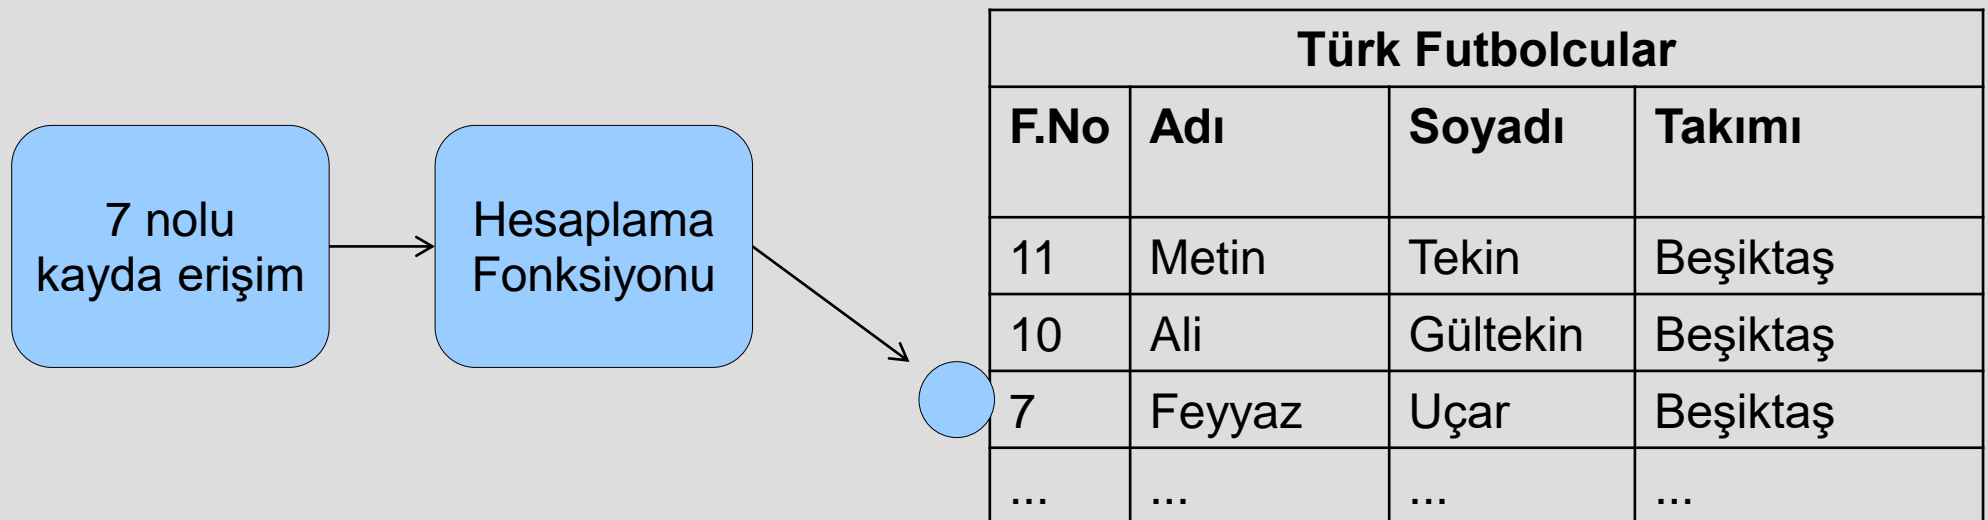 7 nolu
kayda erişim
Hesaplama
Fonksiyonu
Türk Futbolcular
F.No Adı Soyadı Takımı
11 Metin Tekin Beşiktaş
10 Ali Gültekin Beşiktaş
7 Feyyaz Uçar Beşiktaş
... ... ... ...